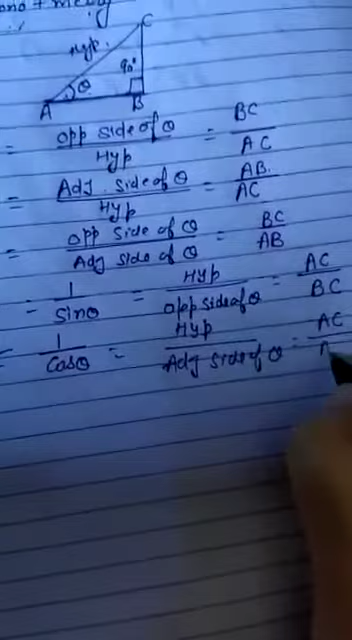 C
Hyp.
90°
θ
A
B
= Opp side of θ / Hyp = BC / AC
= Adj. side of θ / Hyp = AB. / AC
= Opp side of θ / Adj side of θ = BC / AB
= 1 / Sinθ = Hyp / Opp side of θ = AC / BC
= 1 / Cosθ = Hyp / Adj side of θ = AC /